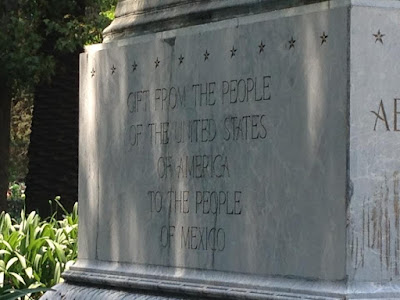 GIFT FROM THE PEOPLE
OF THE UNITED STATES
OF AMERICA
TO THE PEOPLE
OF MEXICO